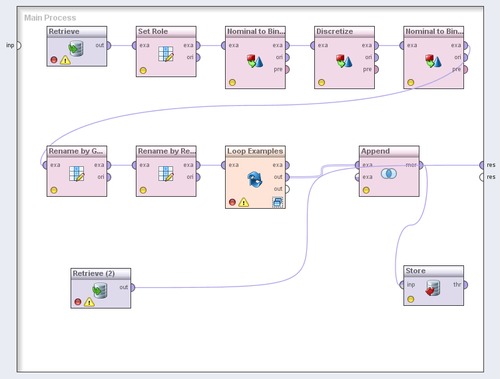 Main Process
Retrieve
out
Set Role
exa
exa
ori
Nominal to Bin...
exa
exa
ori
pre
Discretize
exa
exa
ori
pre
Nominal to Bin...
exa
exa
ori
pre
inp
Rename by G...
exa
exa
ori
Rename by Re...
exa
exa
ori
Loop Examples
exa
exa
out
out
Append
exa
mer
exa
res
res
Retrieve (2)
out
Store
inp
thr